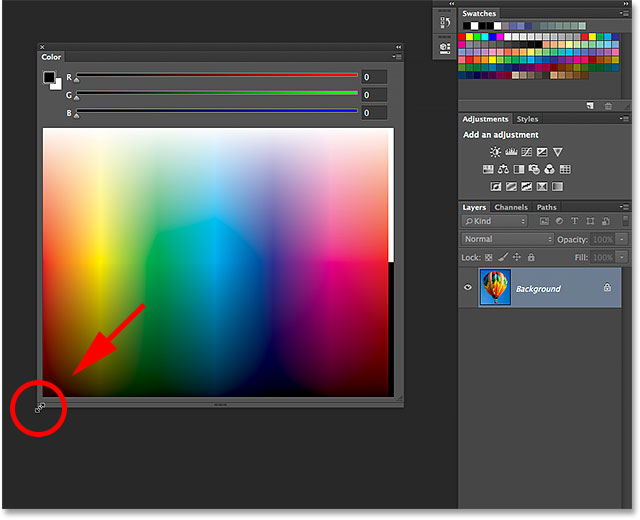 Swatches
Color
R 0
G 0
B 0
Adjustments Styles
Add an adjustment
Layers Channels Paths
Kind
Normal Opacity: 100%
Lock: Fill: 100%
Background